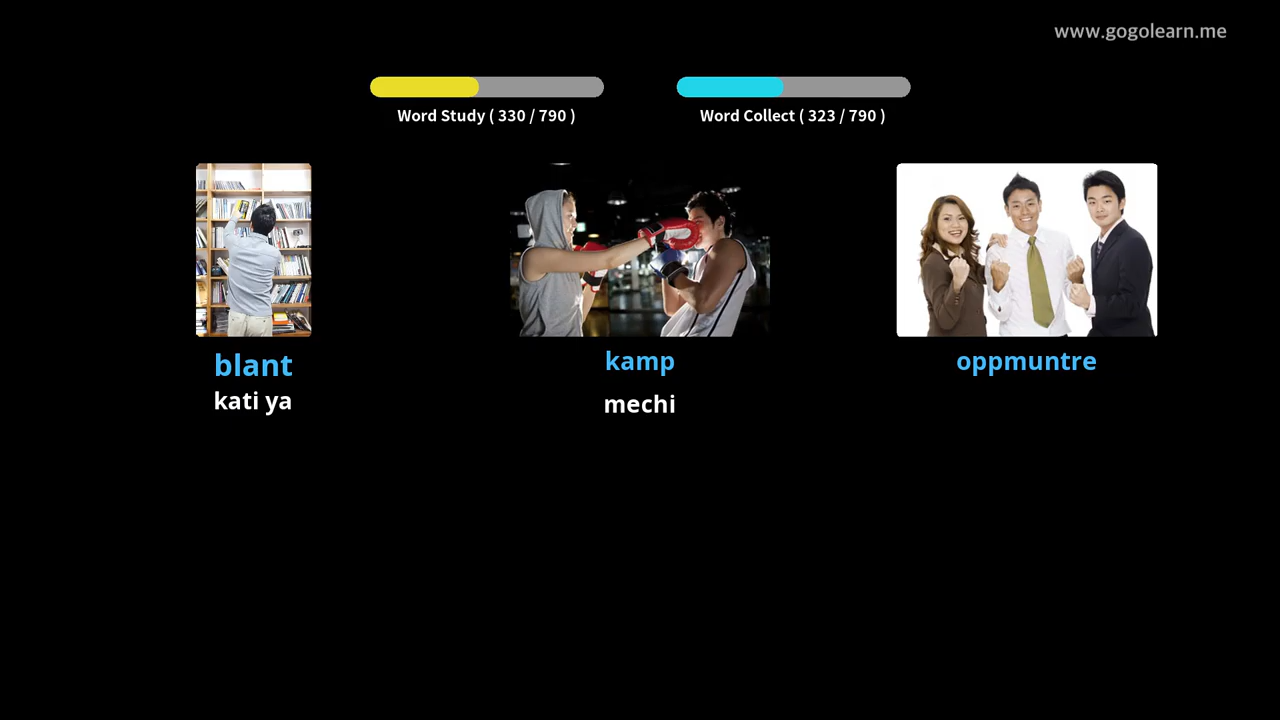 www.gogolearn.me
Word Study ( 330 / 790 )
Word Collect ( 323 / 790 )
blant
kati ya
kamp
mechi
oppmuntre